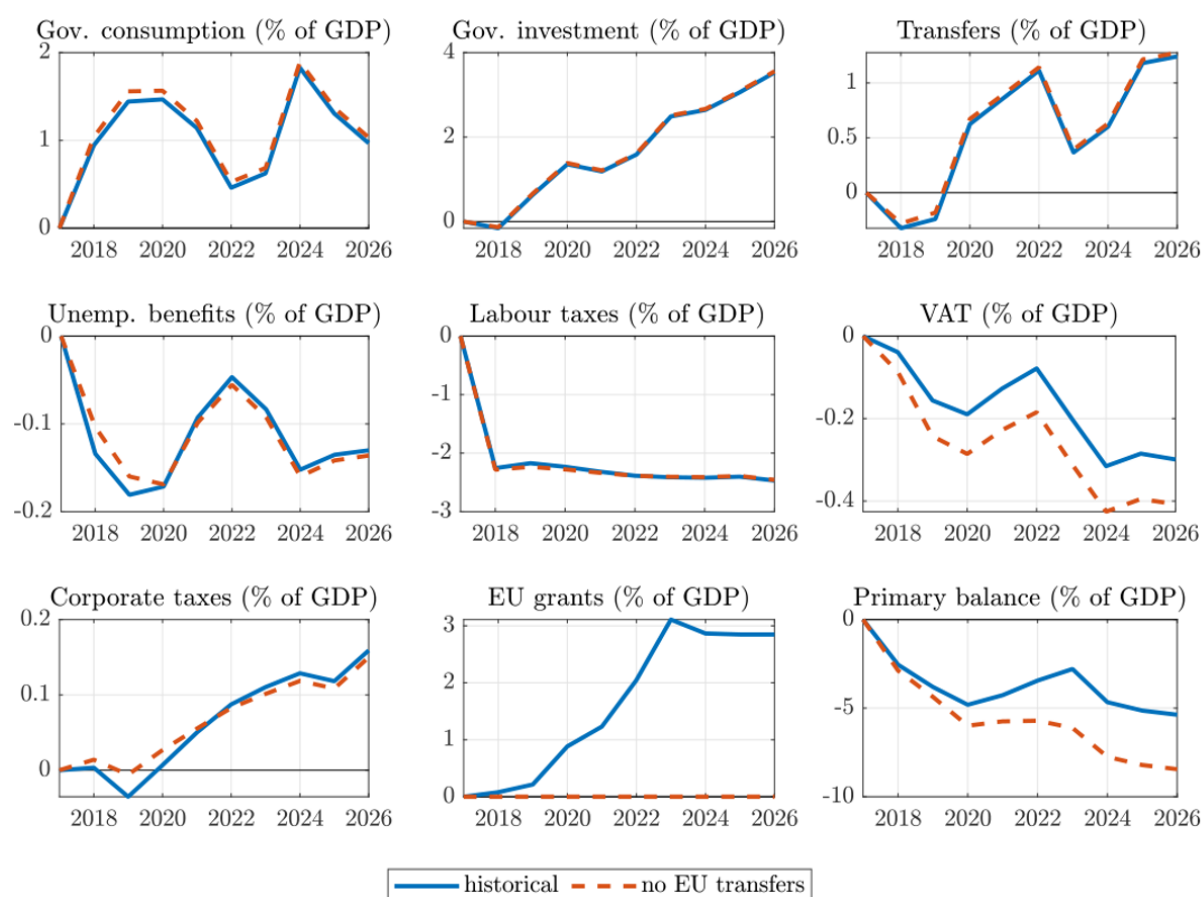 Gov. consumption (% of GDP)
2
1
0
2018 2020 2022 2024 2026
Gov. investment (% of GDP)
4
2
0
2018 2020 2022 2024 2026
Transfers (% of GDP)
1
0.5
0
2018 2020 2022 2024 2026
Unemp. benefits (% of GDP)
0
-0.1
-0.2
2018 2020 2022 2024 2026
Labour taxes (% of GDP)
0
-1
-2
-3
2018 2020 2022 2024 2026
VAT (% of GDP)
0
-0.2
-0.4
2018 2020 2022 2024 2026
Corporate taxes (% of GDP)
0.2
0.1
0
2018 2020 2022 2024 2026
EU grants (% of GDP)
3
2
1
0
2018 2020 2022 2024 2026
Primary balance (% of GDP)
0
-5
-10
2018 2020 2022 2024 2026
historical no EU transfers